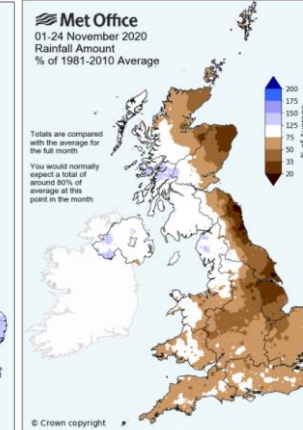 Met Office
01-24 November 2020
Rainfall Amount
% of 1981-2010 Average
Totals are compared
with the average for
the full month
You would normally
expect a total of
around 80% of
average at this
point in the month
200
175
150
125
75
50
33
20
% of average
© Crown copyright